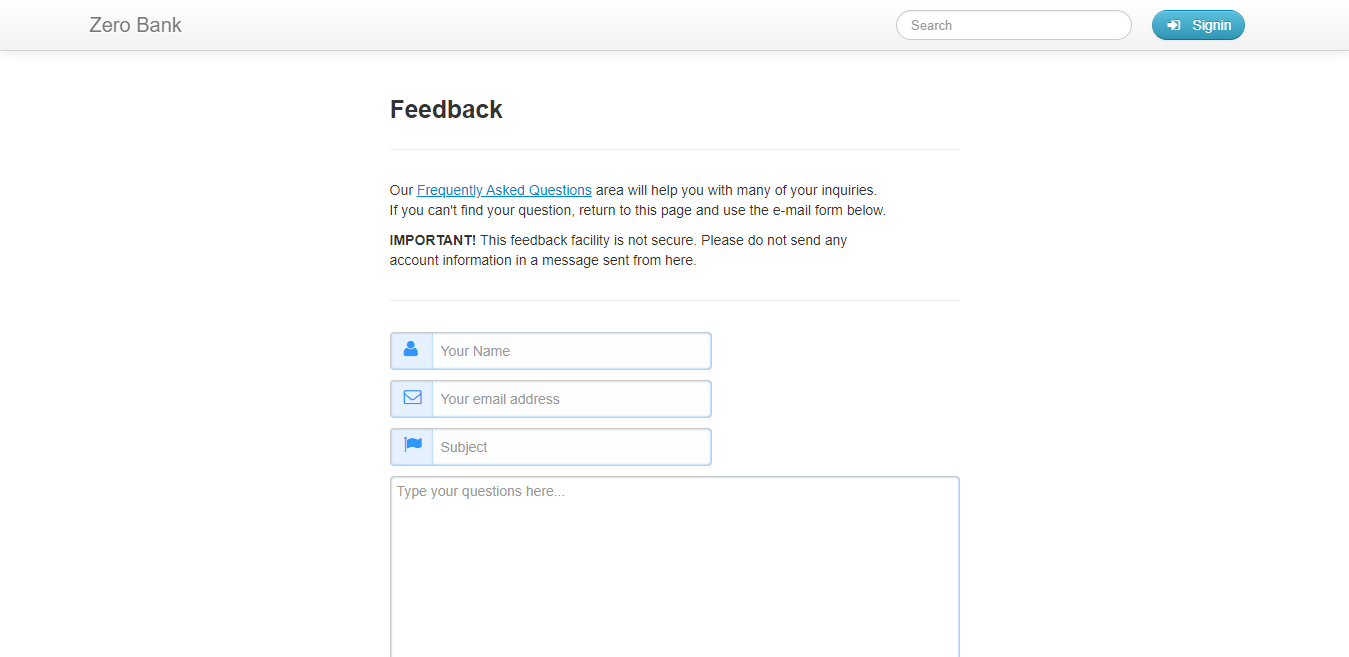 Zero Bank
Search
Signin
Feedback
Our Frequently Asked Questions area will help you with many of your inquiries.
If you can't find your question, return to this page and use the e-mail form below.
IMPORTANT! This feedback facility is not secure. Please do not send any
account information in a message sent from here.
Your Name
Your email address
Subject
Type your questions here...